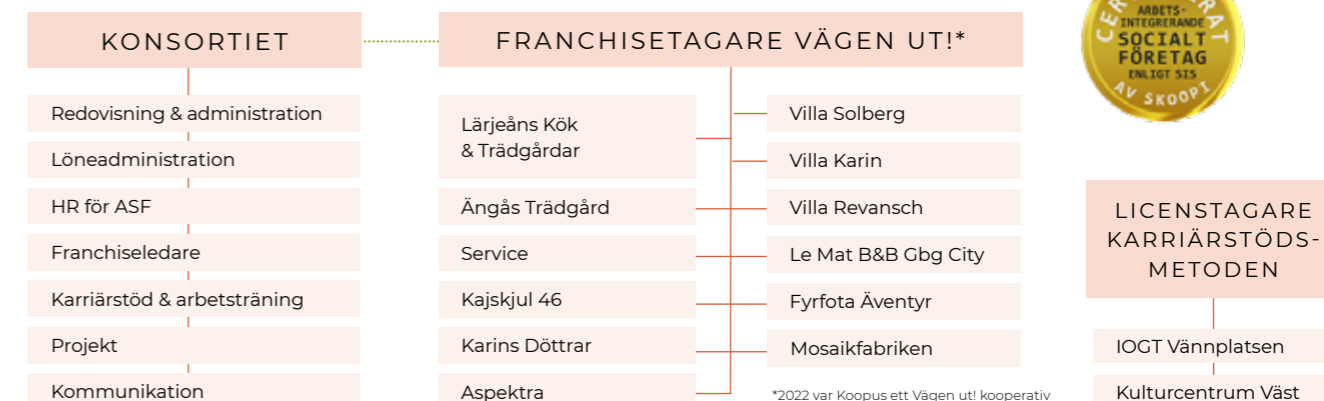 KONSORTIET
Redovisning & administration
Löneadministration
HR för ASF
Franchiseledare
Karriärstöd & arbetsträning
Projekt
Kommunikation
FRANCHISETAGARE VÄGEN UT!*
Lärjeåns Kök
& Trädgårdar
Ängås Trädgård
Service
Kajskjul 46
Karins Döttrar
Aspektra
Villa Solberg
Villa Karin
Villa Revansch
Le Mat B&B Gbg City
Fyrfota Äventyr
Mosaikfabriken
*2022 var Koopus ett Vägen ut! kooperativ
ARBETS-
INTEGRERANDE
SOCIALT
FÖRETAG
ENLIGT SIS
AV SKOOPI
LICENSTAGARE
KARRIÄRSTÖDS-
METODEN
IOGT Vännplatsen
Kulturcentrum Väst